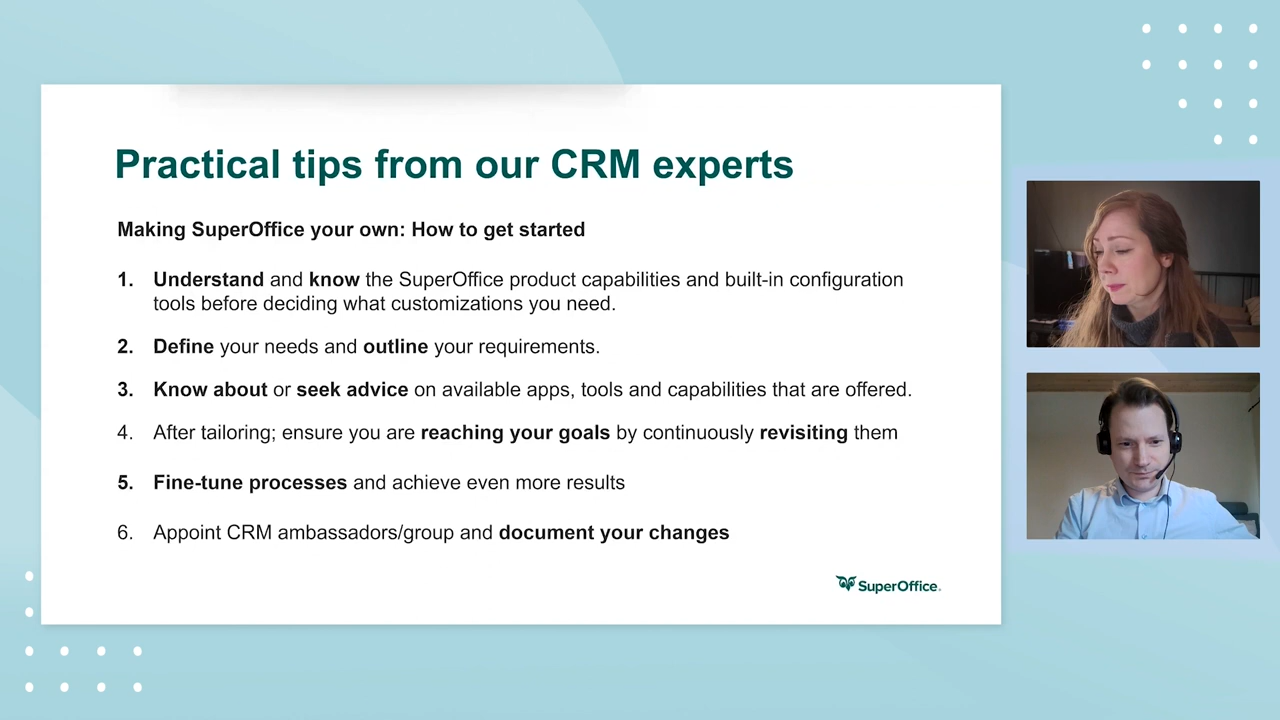 Practical tips from our CRM experts
Making SuperOffice your own: How to get started
1. Understand and know the SuperOffice product capabilities and built-in configuration
tools before deciding what customizations you need.
2. Define your needs and outline your requirements.
3. Know about or seek advice on available apps, tools and capabilities that are offered.
4. After tailoring; ensure you are reaching your goals by continuously revisiting them
5. Fine-tune processes and achieve even more results
6. Appoint CRM ambassadors/group and document your changes
SuperOffice